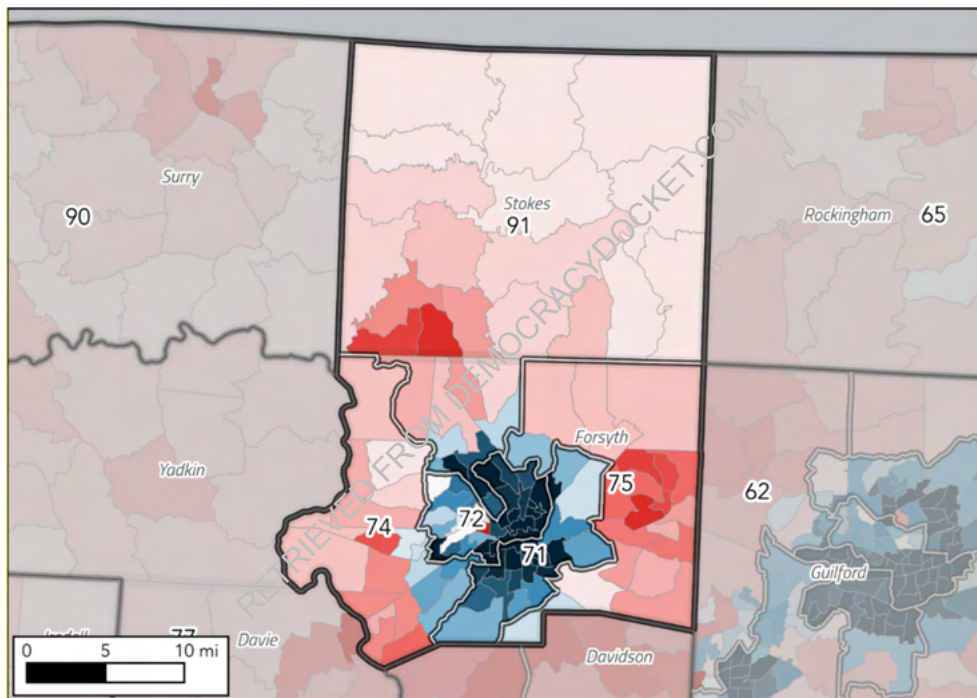 Surry
90
Stokes
91
Rockingham
65
Forsyth
Yadkin
75
62
72
74
71
Guilford
77
Davie
Davidson
0 5 10 mi
RETRIEVED FROM DEMOCRACYDOCKET.COM